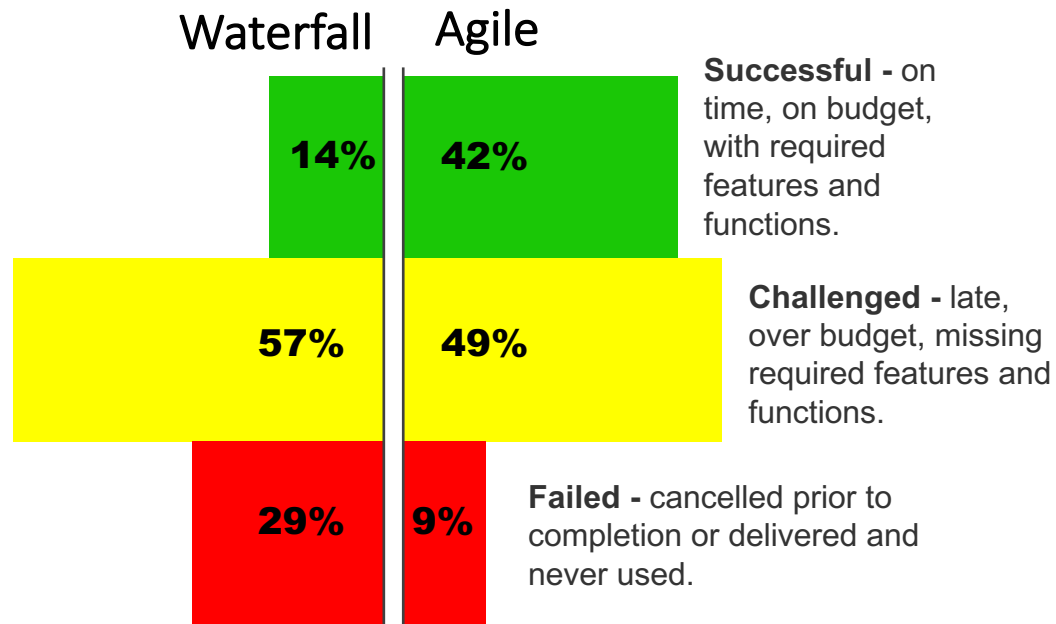 Waterfall Agile
14% 42%
Successful - on
time, on budget,
with required
features and
functions.
57% 49%
Challenged - late,
over budget, missing
required features and
functions.
29% 9%
Failed - cancelled prior to
completion or delivered and
never used.